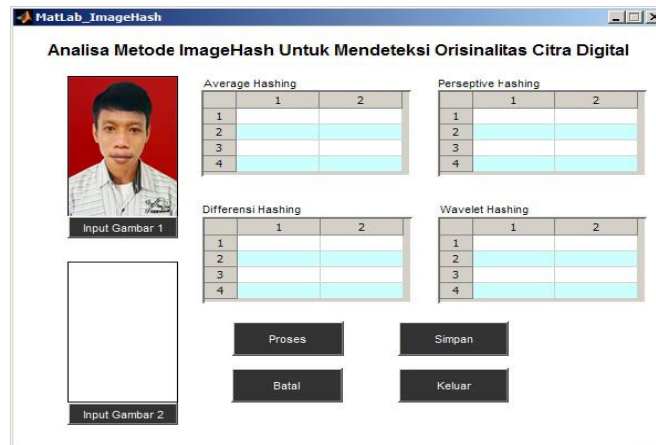 MatLab_ImageHash
Analisa Metode ImageHash Untuk Mendeteksi Orisinalitas Citra Digital
Average Hashing
Perseptive Hashing
1 2
1 2
1
1
2
2
3
3
4
4
Input Gambar 1
Differensi Hashing
Wavelet Hashing
1 2
1 2
1
1
2
2
3
3
4
4
Proses
Simpan
Batal
Keluar
Input Gambar 2